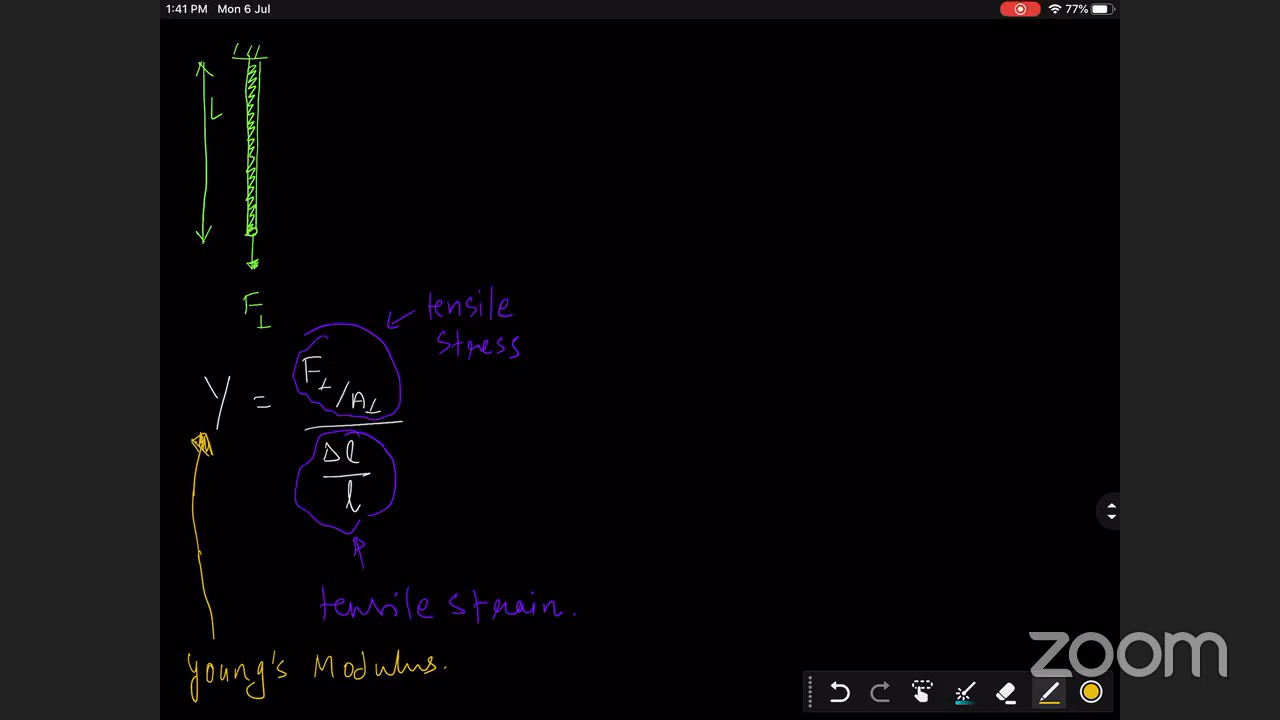 1:41 PM Mon 6 Jul
77%
L
F⊥
tensile
stress
Y = F⊥/A⊥
Δl
l
tensile strain.
Young's Modulus.
zoom